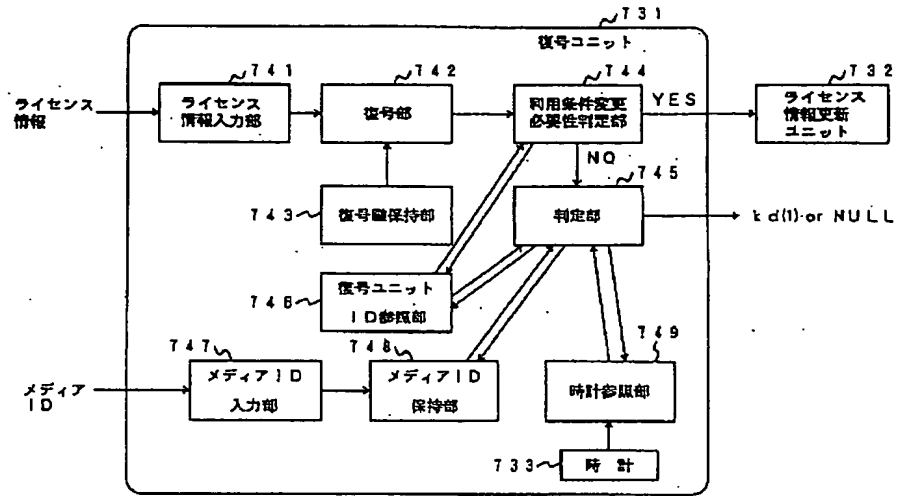 731
復号ユニット
741
742
744
732
ライセンス
情報
ライセンス
情報入力部
復号部
利用条件変更
必要性判定部
YES
ライセンス
情報更新
ユニット
NO
745
743
復号鍵保持部
判定部
kd(1) or NULL
746
復号ユニット
ID参照部
747
748
749
メディア
ID
メディアID
入力部
メディアID
保持部
時計参照部
733
時計